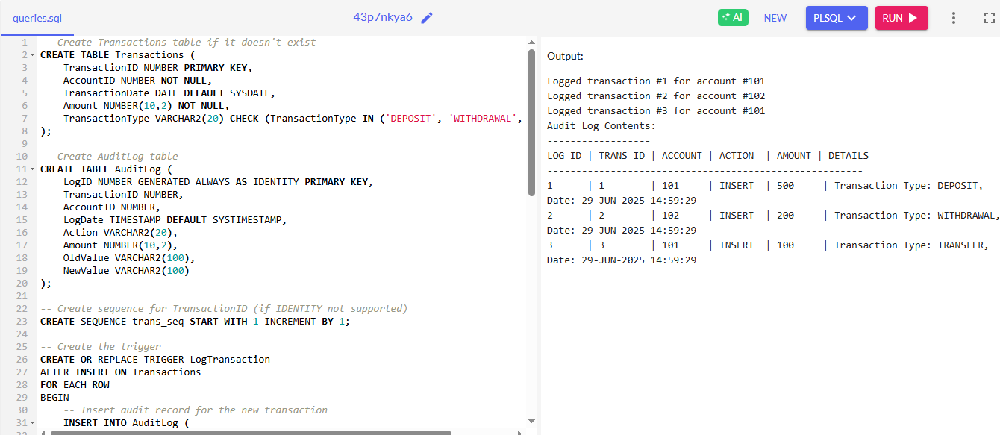 queries.sql
43p7nkya6
AI
NEW
PLSQL
RUN
1 -- Create Transactions table if it doesn't exist
2 CREATE TABLE Transactions (
3 TransactionID NUMBER PRIMARY KEY,
4 AccountID NUMBER NOT NULL,
5 TransactionDate DATE DEFAULT SYSDATE,
6 Amount NUMBER(10,2) NOT NULL,
7 TransactionType VARCHAR2(20) CHECK (TransactionType IN ('DEPOSIT', 'WITHDRAWAL',
8 );
9
10 -- Create AuditLog table
11 CREATE TABLE AuditLog (
12 LogID NUMBER GENERATED ALWAYS AS IDENTITY PRIMARY KEY,
13 TransactionID NUMBER,
14 AccountID NUMBER,
15 LogDate TIMESTAMP DEFAULT SYSTIMESTAMP,
16 Action VARCHAR2(20),
17 Amount NUMBER(10,2),
18 OldValue VARCHAR2(100),
19 NewValue VARCHAR2(100)
20 );
21
22 -- Create sequence for TransactionID (if IDENTITY not supported)
23 CREATE SEQUENCE trans_seq START WITH 1 INCREMENT BY 1;
24
25 -- Create the trigger
26 CREATE OR REPLACE TRIGGER LogTransaction
27 AFTER INSERT ON Transactions
28 FOR EACH ROW
29 BEGIN
30 -- Insert audit record for the new transaction
31 INSERT INTO AuditLog (
Output:
Logged transaction #1 for account #101
Logged transaction #2 for account #102
Logged transaction #3 for account #101
Audit Log Contents:
------------------
LOG ID | TRANS ID | ACCOUNT | ACTION | AMOUNT | DETAILS
-------------------------------------------------------
1 | 1 | 101 | INSERT | 500 | Transaction Type: DEPOSIT,
Date: 29-JUN-2025 14:59:29
2 | 2 | 102 | INSERT | 200 | Transaction Type: WITHDRAWAL,
Date: 29-JUN-2025 14:59:29
3 | 3 | 101 | INSERT | 100 | Transaction Type: TRANSFER,
Date: 29-JUN-2025 14:59:29